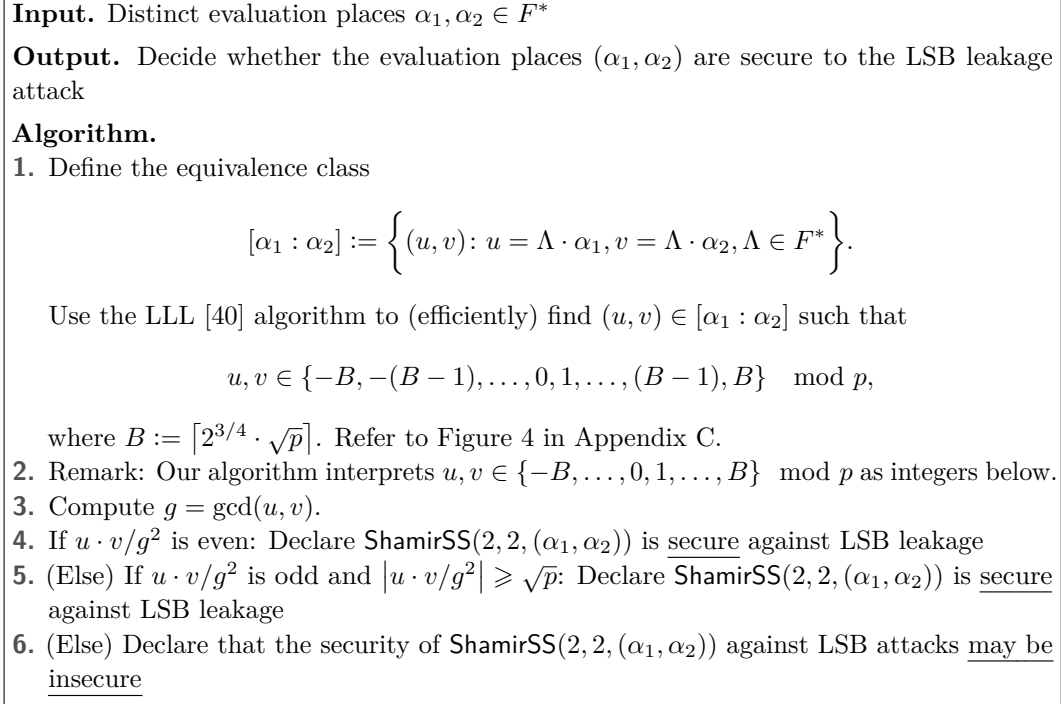 Input. Distinct evaluation places α₁, α₂ ∈ F*
Output. Decide whether the evaluation places (α₁, α₂) are secure to the LSB leakage
attack
Algorithm.
1. Define the equivalence class
[α₁ : α₂] := {(u, v) : u = Λ · α₁, v = Λ · α₂, Λ ∈ F*}.
Use the LLL [40] algorithm to (efficiently) find (u, v) ∈ [α₁ : α₂] such that
u, v ∈ {−B, −(B − 1), . . . , 0, 1, . . . , (B − 1), B} mod p,
where B := ⌈2^{3/4} · √p⌉. Refer to Figure 4 in Appendix C.
2. Remark: Our algorithm interprets u, v ∈ {−B, . . . , 0, 1, . . . , B} mod p as integers below.
3. Compute g = gcd(u, v).
4. If u · v/g² is even: Declare ShamirSS(2, 2, (α₁, α₂)) is secure against LSB leakage
5. (Else) If u · v/g² is odd and |u · v/g²| ⩾ √p: Declare ShamirSS(2, 2, (α₁, α₂)) is secure
against LSB leakage
6. (Else) Declare that the security of ShamirSS(2, 2, (α₁, α₂)) against LSB attacks may be
insecure